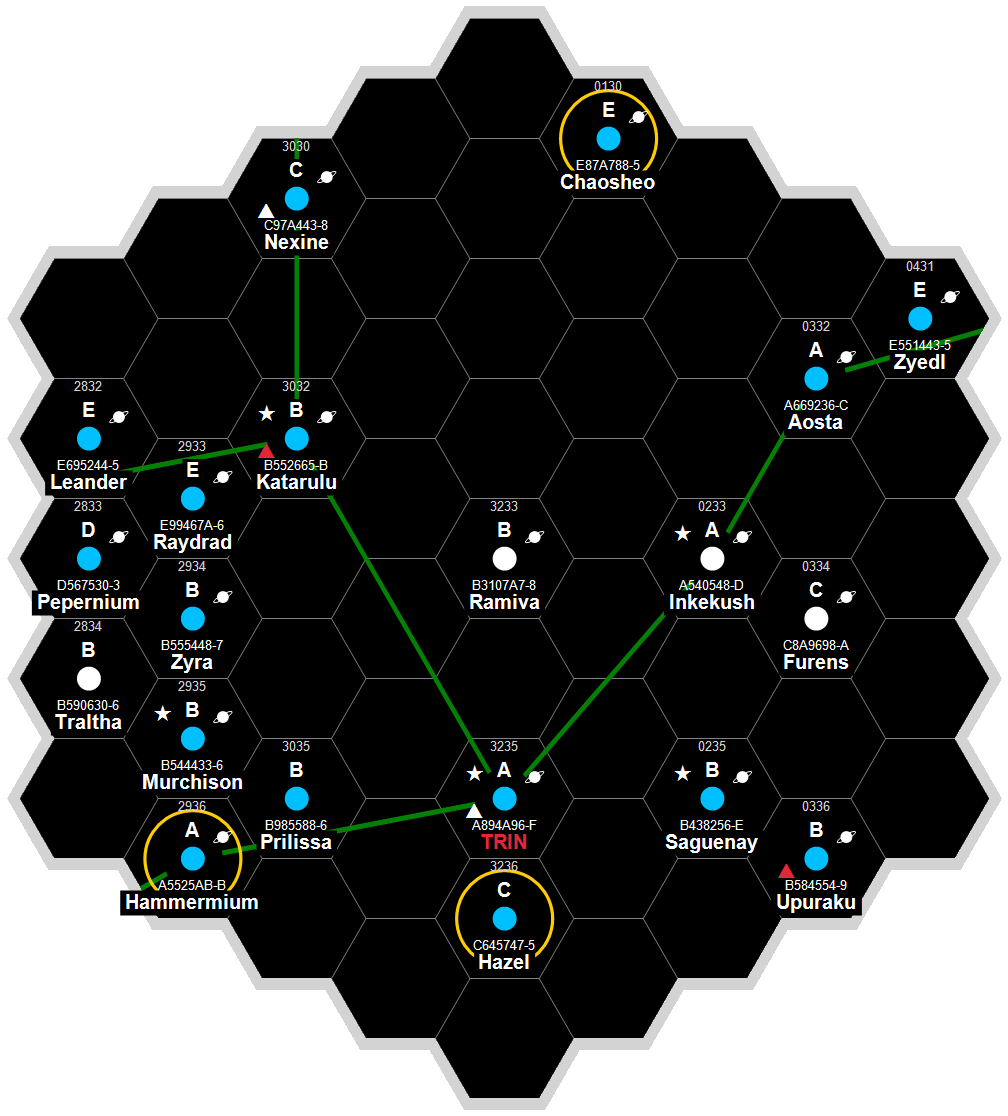 0130
E
E87A788-5
Chaosheo
3030
C
C97A443-8
Nexine
0431
E
E551443-5
Zyedl
0332
A
A669236-C
Aosta
2832
E
E695244-5
Leander
3032
B
B552665-B
Katarulu
2933
E
E99467A-6
Raydrad
2833
D
D567530-3
Pepernium
3233
B
B3107A7-8
Ramiva
0233
A
A540548-D
Inkekush
2934
B
B555448-7
Zyra
0334
C
C8A9698-A
Furens
2834
B
B590630-6
Traltha
2935
B
B544433-6
Murchison
3035
B
B985588-6
Prilissa
3235
A
A894A96-F
TRIN
0235
B
B438256-E
Saguenay
2936
A
A5525AB-B
Hammermium
0336
B
B584554-9
Upuraku
3236
C
C645747-5
Hazel